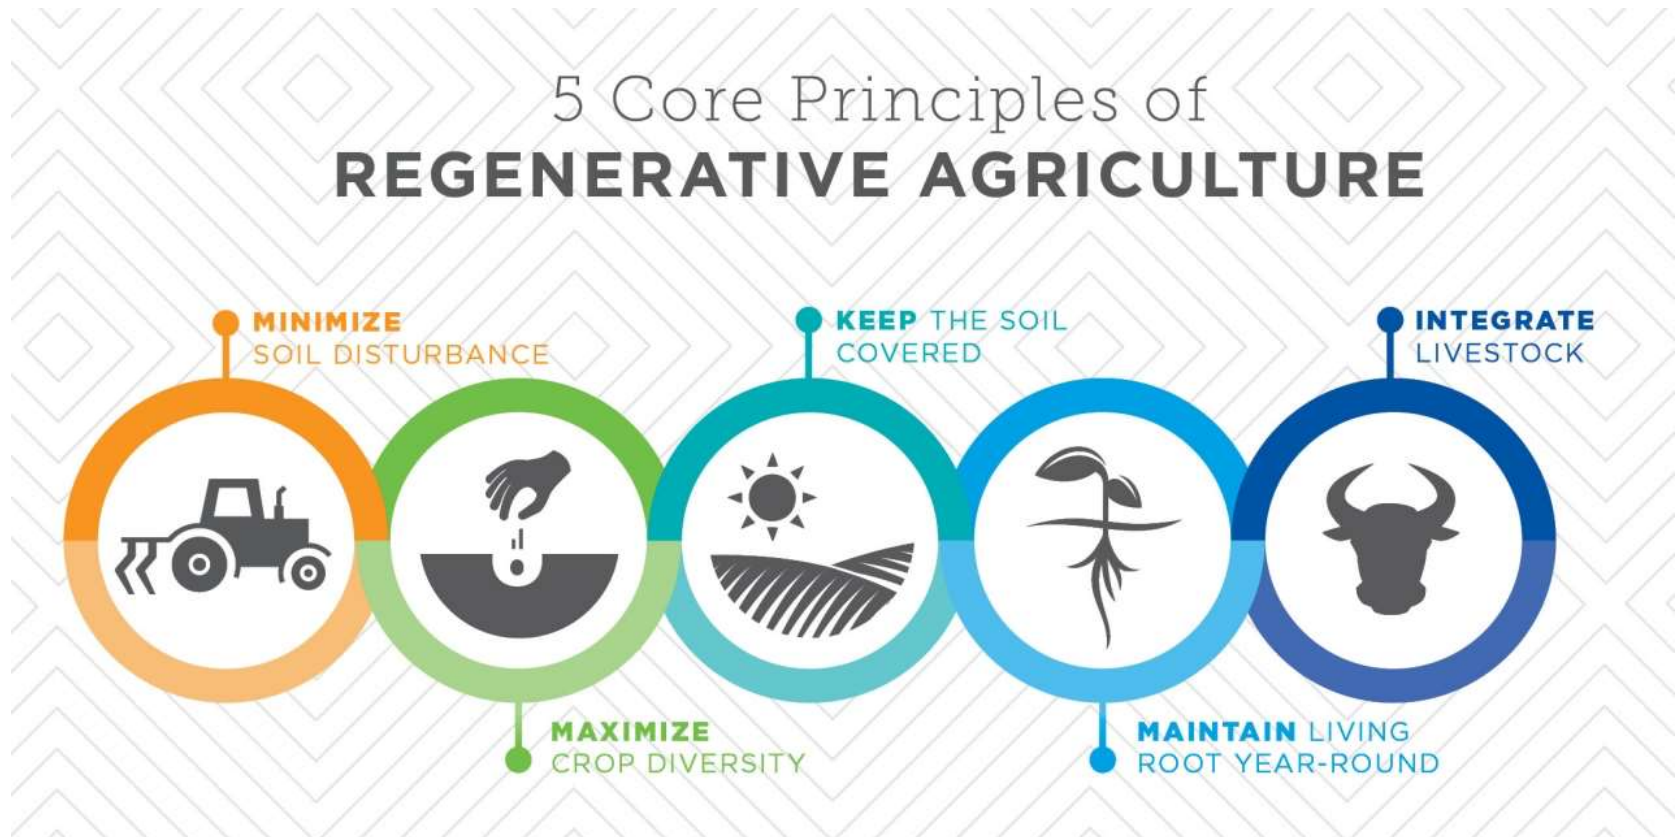 5 Core Principles of
REGENERATIVE AGRICULTURE
MINIMIZE
SOIL DISTURBANCE
MAXIMIZE
CROP DIVERSITY
KEEP THE SOIL
COVERED
MAINTAIN LIVING
ROOT YEAR-ROUND
INTEGRATE
LIVESTOCK